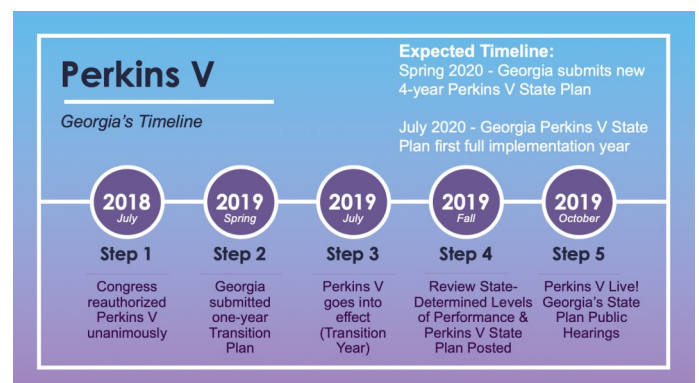 Perkins V
Georgia's Timeline
Expected Timeline:
Spring 2020 - Georgia submits new
4-year Perkins V State Plan
July 2020 - Georgia Perkins V State
Plan first full implementation year
2018
July
Step 1
Congress
reauthorized
Perkins V
unanimously
2019
Spring
Step 2
Georgia
submitted
one-year
Transition
Plan
2019
July
Step 3
Perkins V
goes into
effect
(Transition
Year)
2019
Fall
Step 4
Review State-
Determined Levels
of Performance &
Perkins V State
Plan Posted
2019
October
Step 5
Perkins V Live!
Georgia's State
Plan Public
Hearings